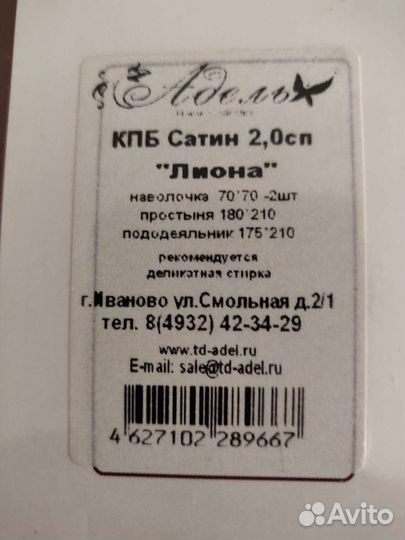 Адель
КПБ Сатин 2,0сп
"Лиона"
наволочка 70*70 -2шт
простыня 180*210
пододеяльник 175*210
рекомендуется
деликатная стирка
г.Иваново ул.Смольная д.2/1
тел. 8(4932) 42-34-29
www.td-adel.ru
E-mail: sale@td-adel.ru
4 627102 289667
Avito